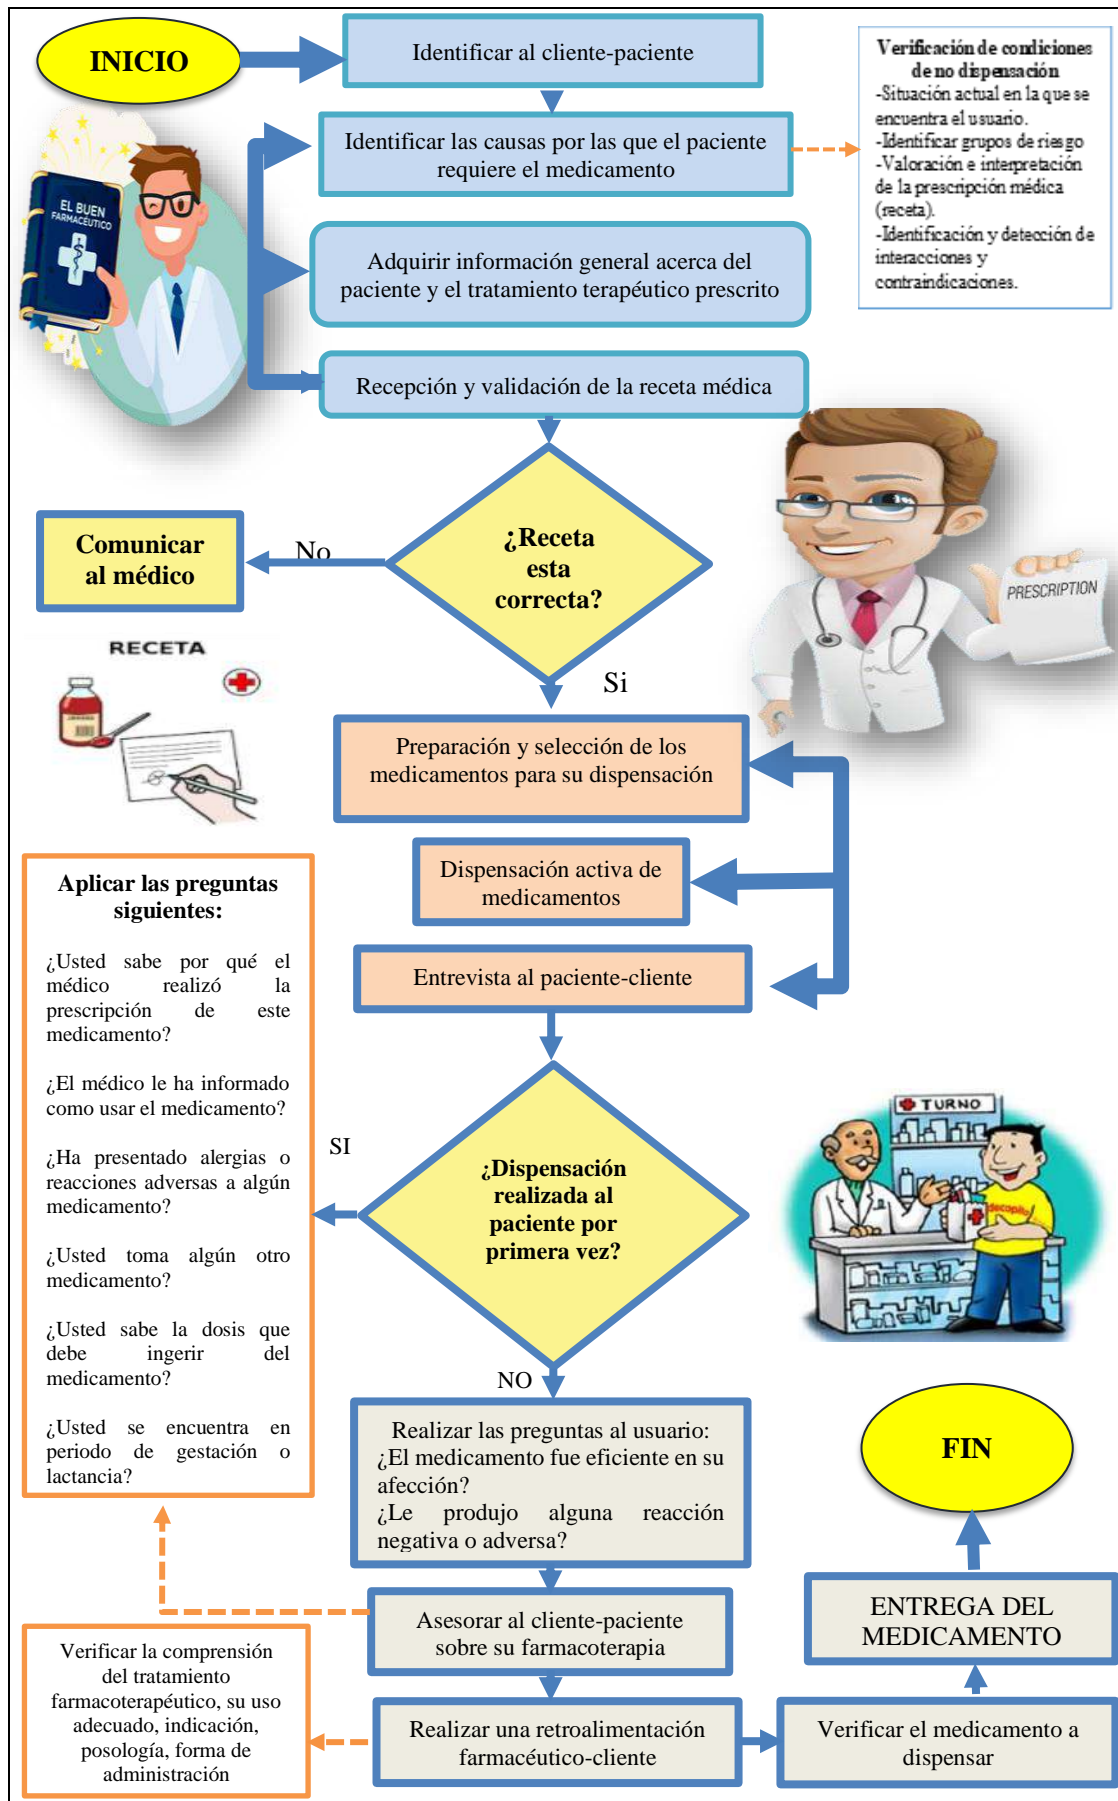 INICIO
Identificar al cliente-paciente
Verificación de condiciones
de no dispensación
-Situación actual en la que se
encuentra el usuario.
-Identificar grupos de riesgo
-Valoración e interpretación
de la prescripción médica
(receta).
-Identificación y detección de
interacciones y
contraindicaciones.
Identificar las causas por las que el paciente
requiere el medicamento
EL BUEN
FARMACÉUTICO
Adquirir información general acerca del
paciente y el tratamiento terapéutico prescrito
Recepción y validación de la receta médica
¿Receta
esta
correcta?
No
Comunicar
al médico
PRESCRIPTION
RECETA
Si
Preparación y selección de los
medicamentos para su dispensación
Dispensación activa de
medicamentos
Entrevista al paciente-cliente
Aplicar las preguntas
siguientes:
¿Usted sabe por qué el
médico realizó la
prescripción de este
medicamento?
¿El médico le ha informado
como usar el medicamento?
¿Ha presentado alergias o
reacciones adversas a algún
medicamento?
¿Usted toma algún otro
medicamento?
¿Usted sabe la dosis que
debe ingerir del
medicamento?
¿Usted se encuentra en
periodo de gestación o
lactancia?
SI
¿Dispensación
realizada al
paciente por
primera vez?
TURNO
NO
Realizar las preguntas al usuario:
¿El medicamento fue eficiente en su
afección?
¿Le produjo alguna reacción
negativa o adversa?
FIN
Asesorar al cliente-paciente
sobre su farmacoterapia
ENTREGA DEL
MEDICAMENTO
Verificar la comprensión
del tratamiento
farmacoterapéutico, su uso
adecuado, indicación,
posología, forma de
administración
Realizar una retroalimentación
farmacéutico-cliente
Verificar el medicamento a
dispensar